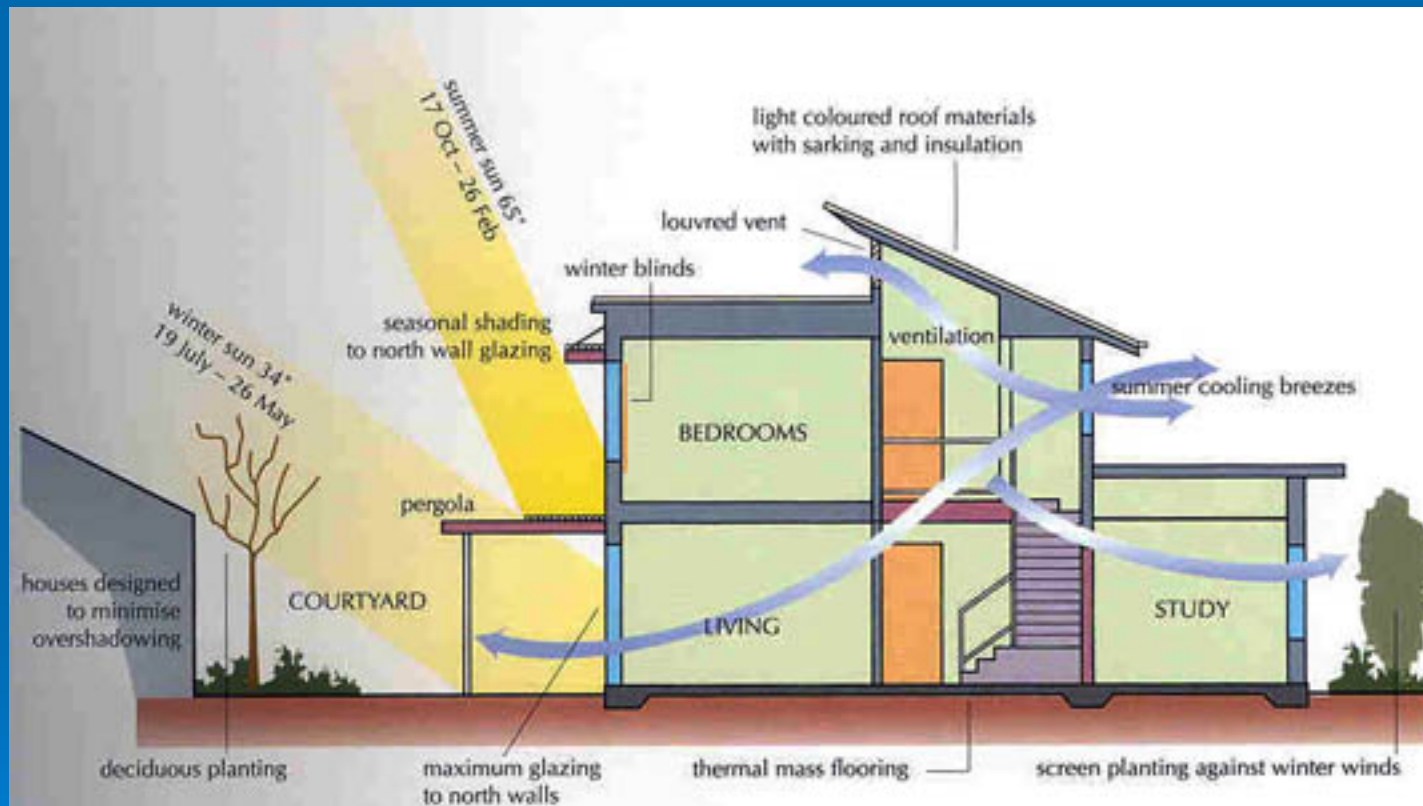 summer sun 65°
17 Oct – 26 Feb
light coloured roof materials
with sarking and insulation
louvred vent
winter blinds
winter sun 34°
19 July – 26 May
seasonal shading
to north wall glazing
ventilation
summer cooling breezes
BEDROOMS
pergola
houses designed
to minimise
overshadowing
COURTYARD
LIVING
STUDY
deciduous planting
maximum glazing
to north walls
thermal mass flooring
screen planting against winter winds